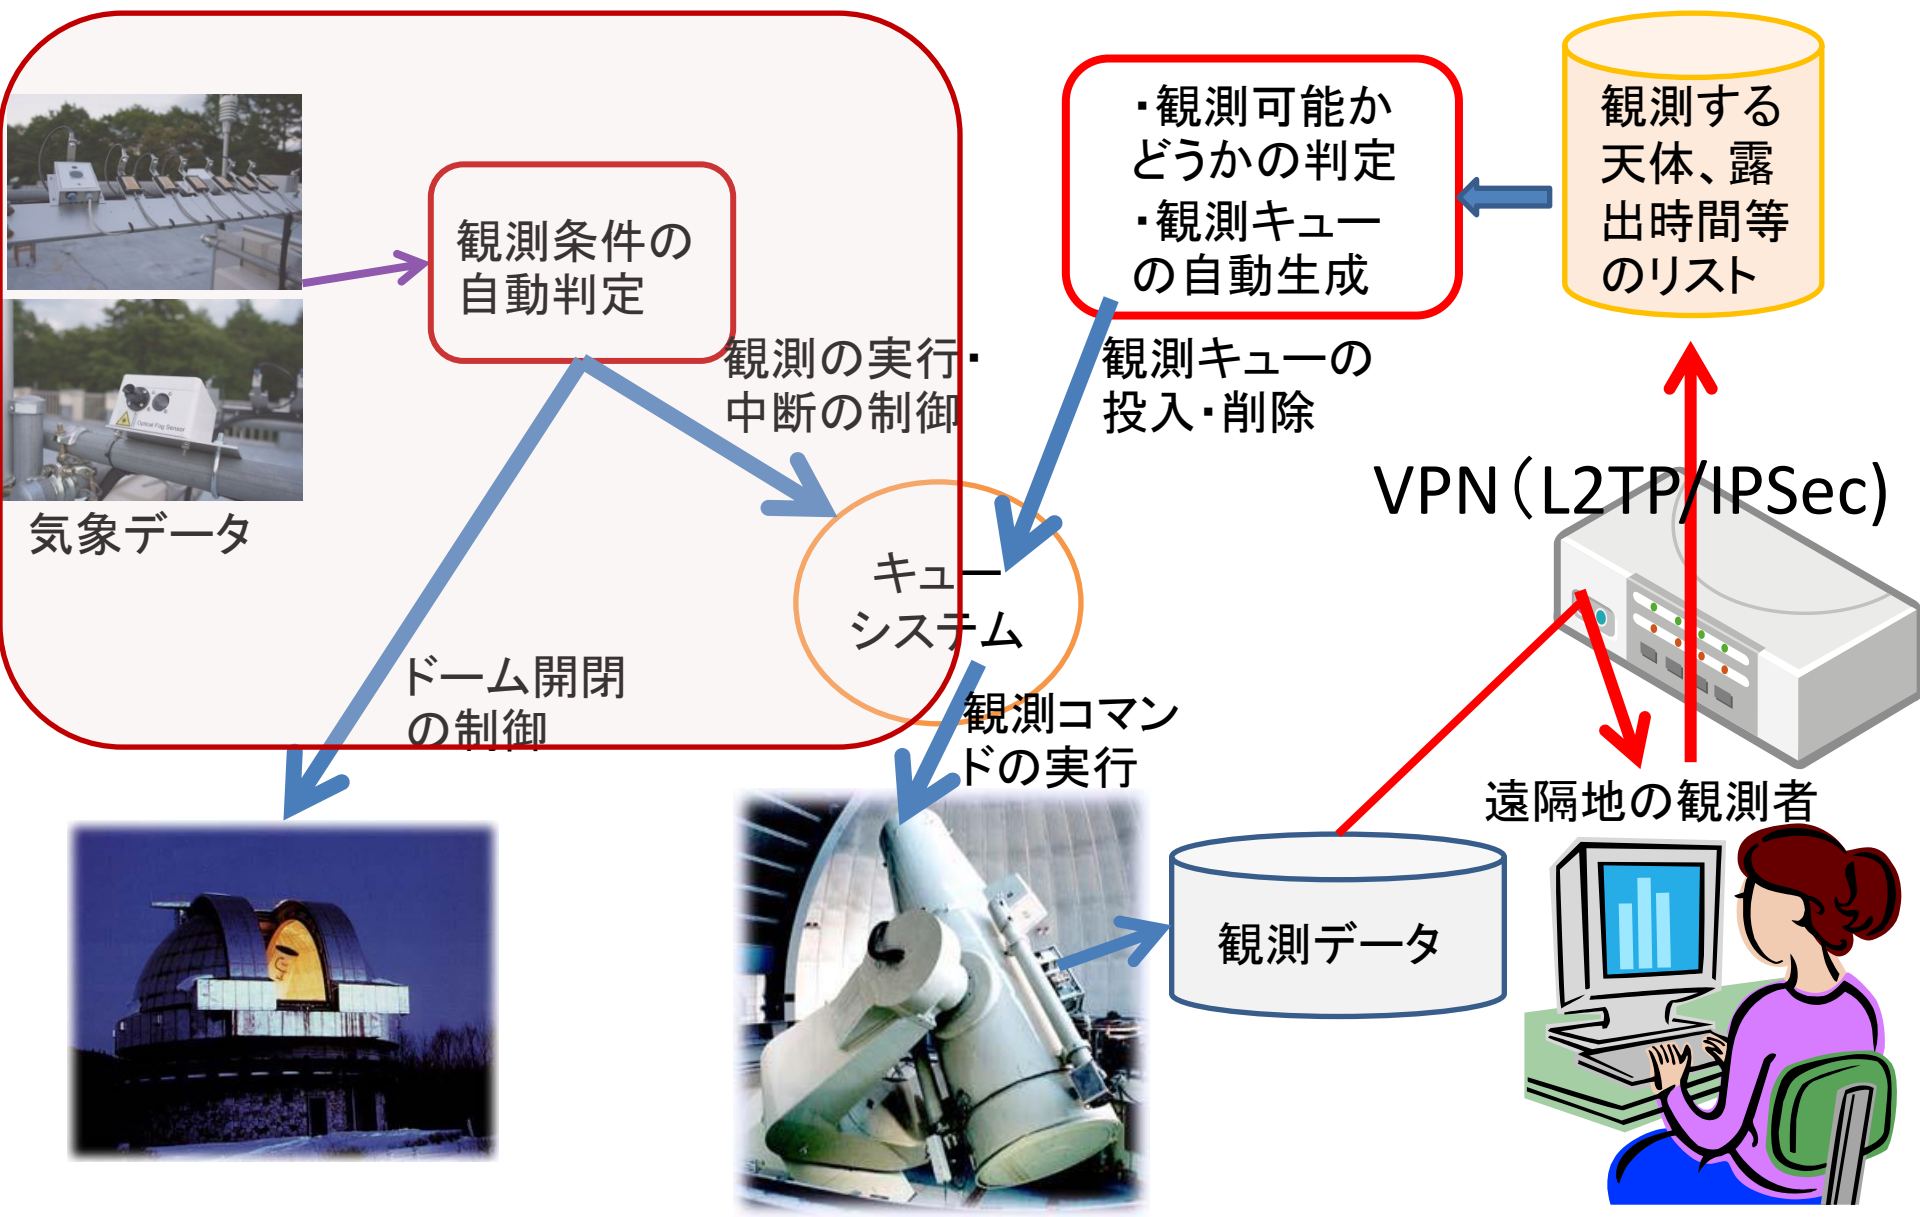 ・観測可能か
どうかの判定
・観測キュー
の自動生成
観測する
天体、露
出時間等
のリスト
観測条件の
自動判定
観測の実行・
中断の制御
観測キューの
投入・削除
VPN(L2TP/IPSec)
Optical Fog Sensor
気象データ
キュー
システム
ドーム開閉
の制御
観測コマン
ドの実行
遠隔地の観測者
観測データ